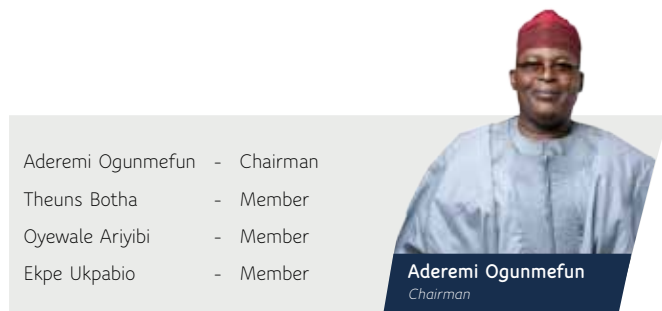 Aderemi Ogunmefun - Chairman
Theuns Botha - Member
Oyewale Ariyibi - Member
Ekpe Ukpabio - Member
Aderemi Ogunmefun
Chairman